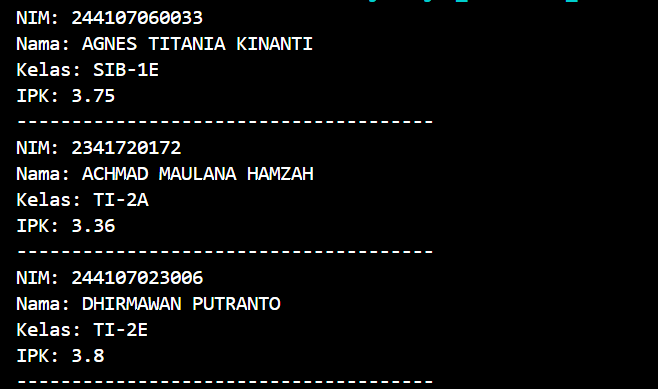 NIM: 244107060033
Nama: AGNES TITANIA KINANTI
Kelas: SIB-1E
IPK: 3.75
--------------------------------------
NIM: 2341720172
Nama: ACHMAD MAULANA HAMZAH
Kelas: TI-2A
IPK: 3.36
--------------------------------------
NIM: 244107023006
Nama: DHIRMAWAN PUTRANTO
Kelas: TI-2E
IPK: 3.8
--------------------------------------